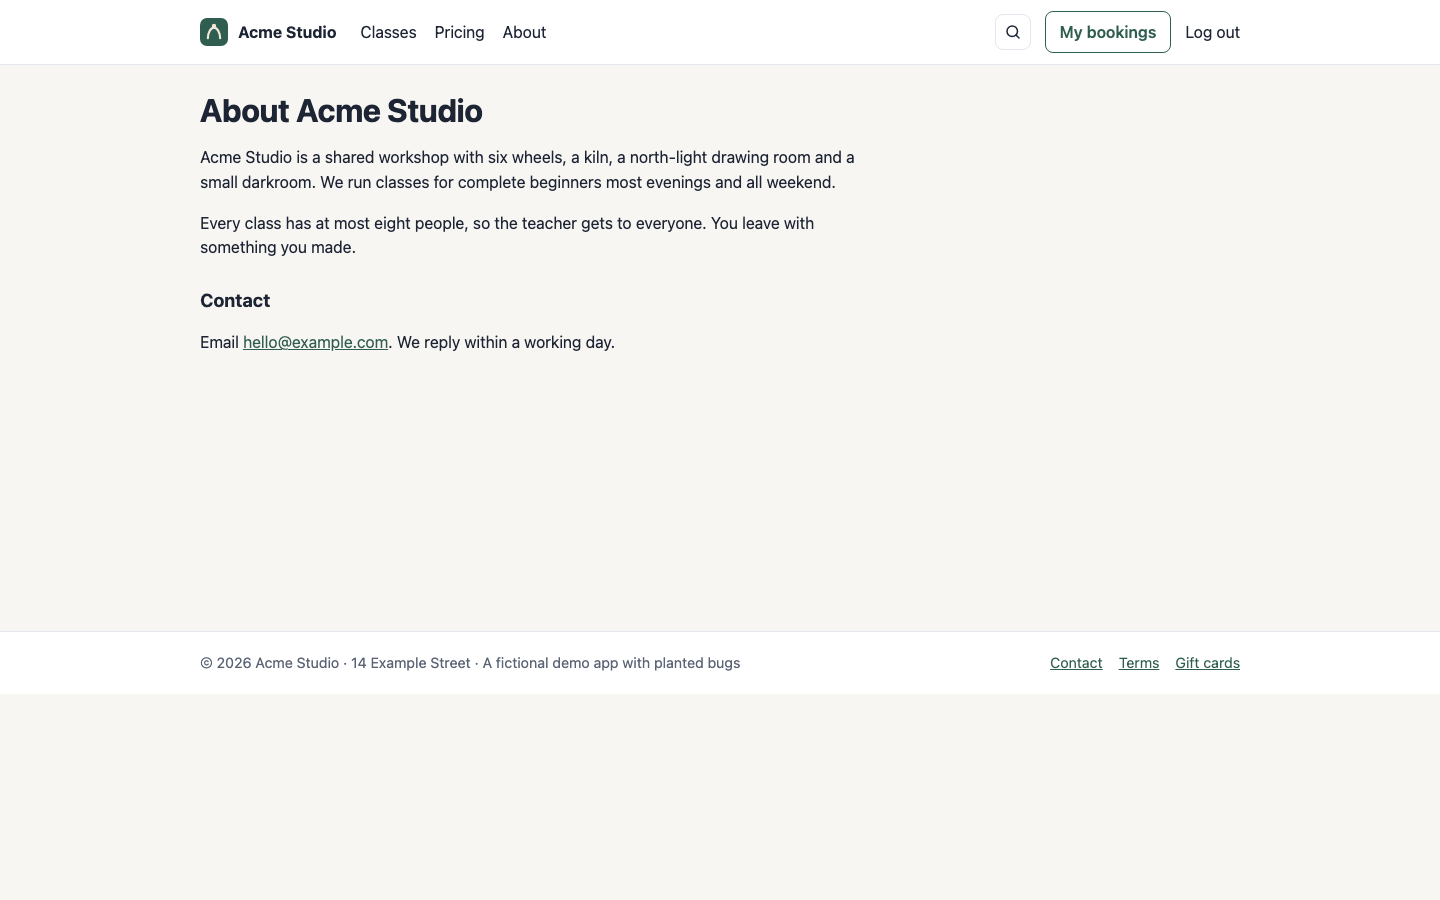 Acme Studio Classes Pricing About My bookings Log out
About Acme Studio
Acme Studio is a shared workshop with six wheels, a kiln, a north-light drawing room and a
small darkroom. We run classes for complete beginners most evenings and all weekend.
Every class has at most eight people, so the teacher gets to everyone. You leave with
something you made.
Contact
Email hello@example.com. We reply within a working day.
© 2026 Acme Studio · 14 Example Street · A fictional demo app with planted bugs Contact Terms Gift cards